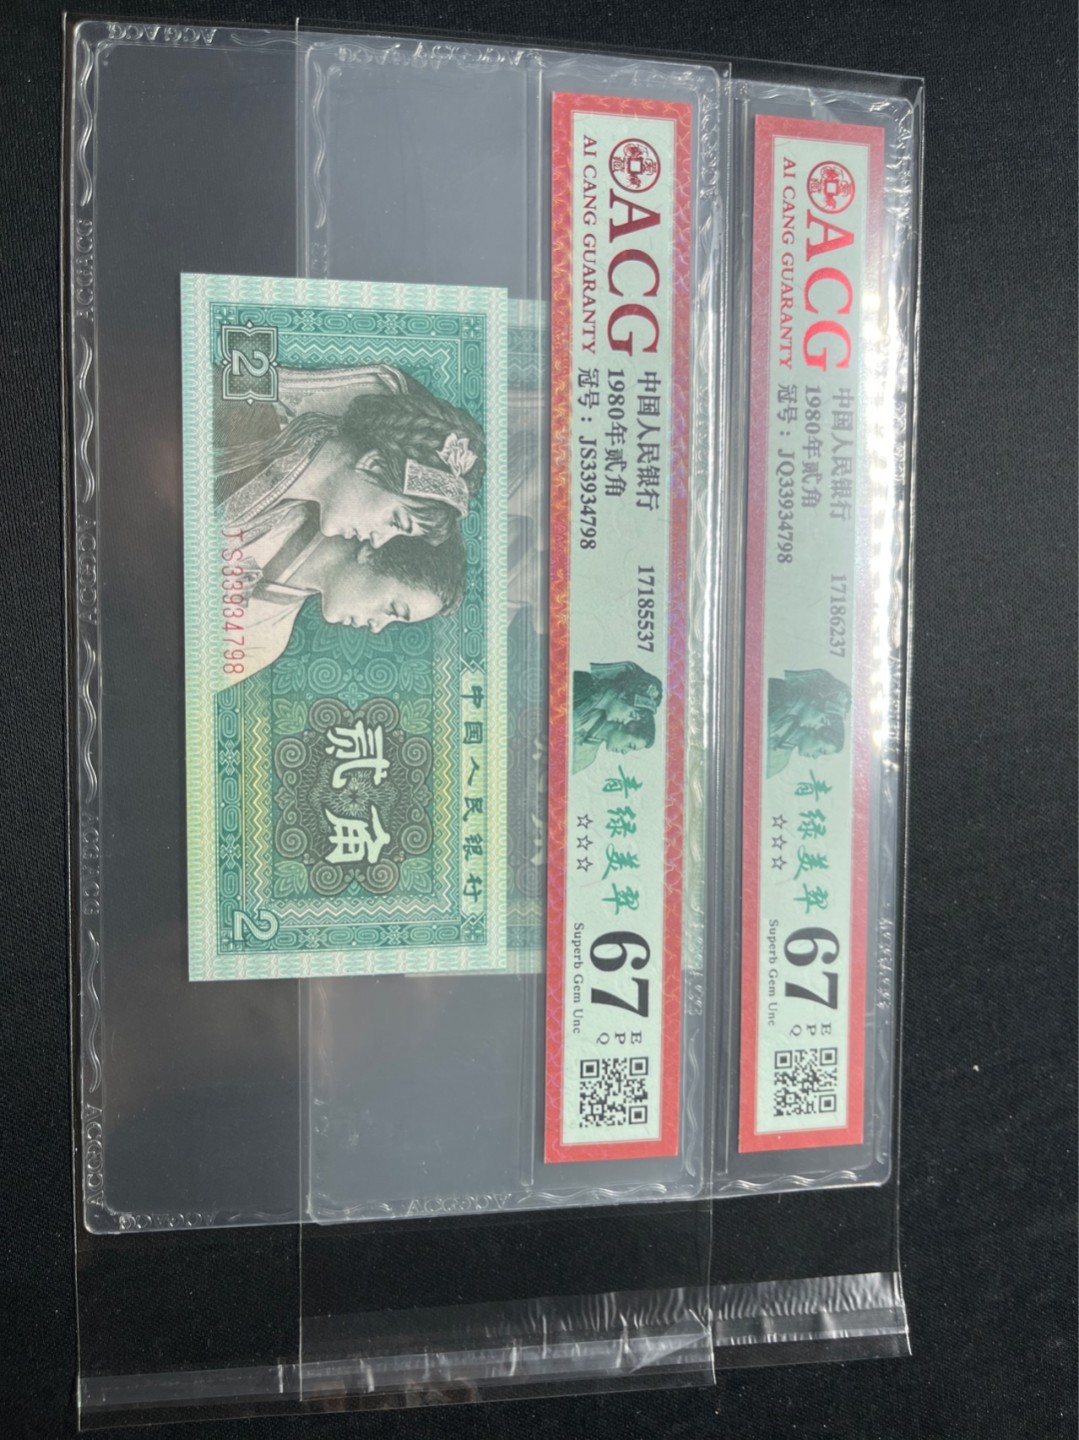 ACG
AI CANG GUARANTY
中国人民银行
1980年贰角
冠号：JQ33934798
17186237
青绿美翠
☆☆☆
67
EPQ
Superb Gem Unc
ACG
AI CANG GUARANTY
中国人民银行
1980年贰角
冠号：JS33934798
17185537
青绿美翠
☆☆☆
67
EPQ
Superb Gem Unc
中国人民银行
贰角
2
2
JS33934798